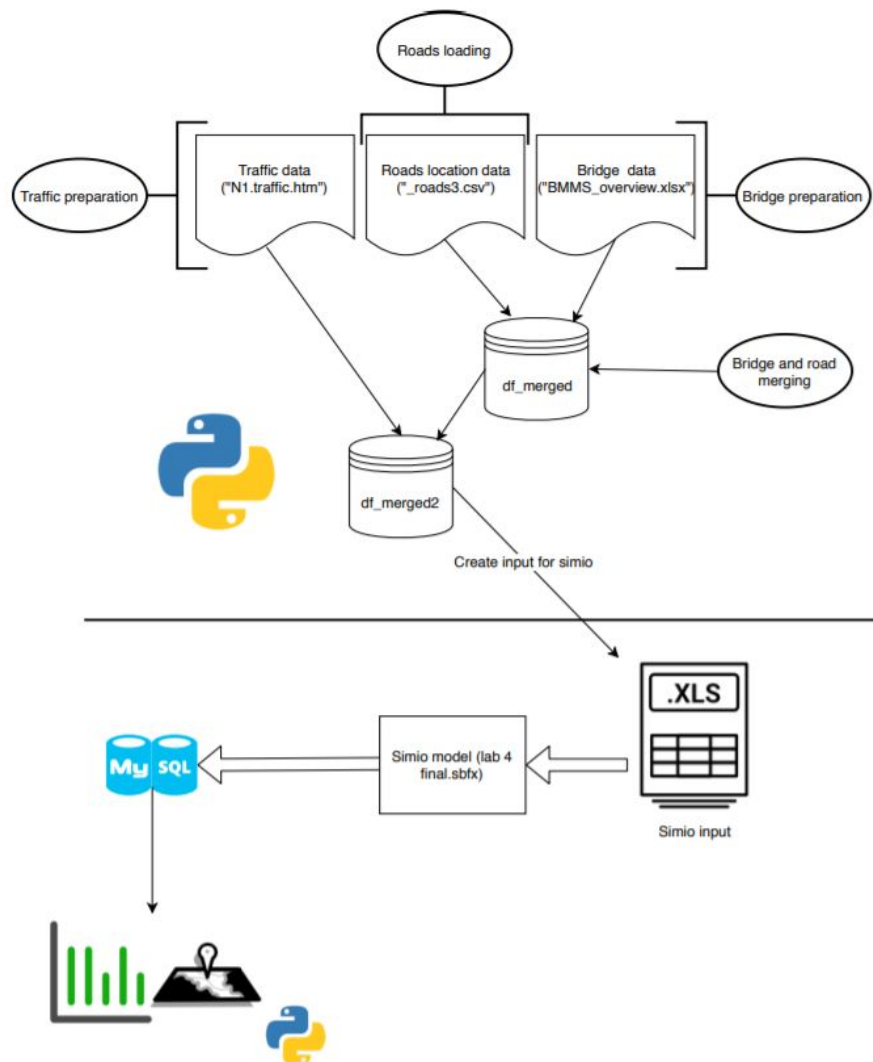 Roads loading
Traffic preparation
Traffic data
("N1.traffic.htm")
Roads location data
("_roads3.csv")
Bridge data
("BMMS_overview.xlsx")
Bridge preparation
df_merged
Bridge and road
merging
df_merged2
Create input for simio
.XLS
Simio input
Simio model (lab 4
final.sbfx)
My SQL